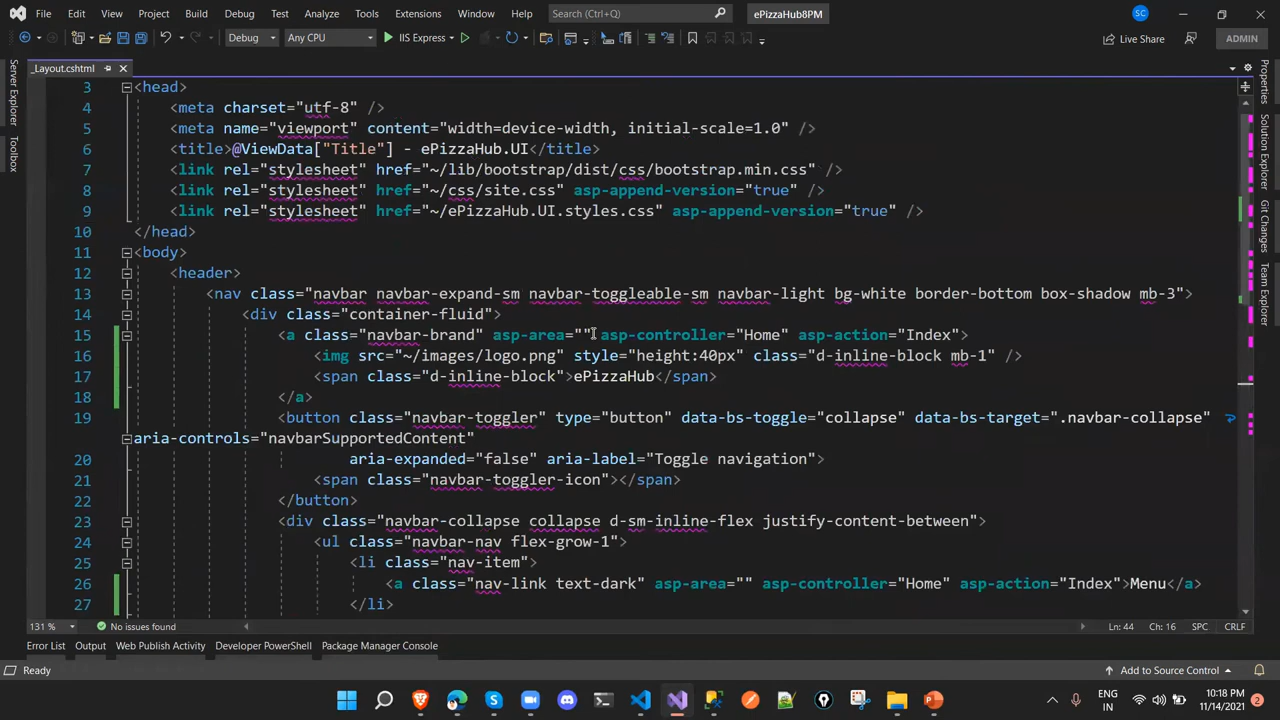 File Edit View Project Build Debug Test Analyze Tools Extensions Window Help Search (Ctrl+Q) ePizzaHub8PM SC
Debug Any CPU IIS Express Live Share ADMIN
_Layout.cshtml
Server Explorer
Toolbox
Properties
Solution Explorer
Git Changes
Team Explorer
3 <head>
4 <meta charset="utf-8" />
5 <meta name="viewport" content="width=device-width, initial-scale=1.0" />
6 <title>@ViewData["Title"] - ePizzaHub.UI</title>
7 <link rel="stylesheet" href="~/lib/bootstrap/dist/css/bootstrap.min.css" />
8 <link rel="stylesheet" href="~/css/site.css" asp-append-version="true" />
9 <link rel="stylesheet" href="~/ePizzaHub.UI.styles.css" asp-append-version="true" />
10 </head>
11 <body>
12 <header>
13 <nav class="navbar navbar-expand-sm navbar-toggleable-sm navbar-light bg-white border-bottom box-shadow mb-3">
14 <div class="container-fluid">
15 <a class="navbar-brand" asp-area="" asp-controller="Home" asp-action="Index">
16 <img src="~/images/logo.png" style="height:40px" class="d-inline-block mb-1" />
17 <span class="d-inline-block">ePizzaHub</span>
18 </a>
19 <button class="navbar-toggler" type="button" data-bs-toggle="collapse" data-bs-target=".navbar-collapse"
aria-controls="navbarSupportedContent"
20 aria-expanded="false" aria-label="Toggle navigation">
21 <span class="navbar-toggler-icon"></span>
22 </button>
23 <div class="navbar-collapse collapse d-sm-inline-flex justify-content-between">
24 <ul class="navbar-nav flex-grow-1">
25 <li class="nav-item">
26 <a class="nav-link text-dark" asp-area="" asp-controller="Home" asp-action="Index">Menu</a>
27 </li>
131 % No issues found Ln: 44 Ch: 16 SPC CRLF
Error List Output Web Publish Activity Developer PowerShell Package Manager Console
Ready Add to Source Control
ENG 10:18 PM
IN 11/14/2021 2